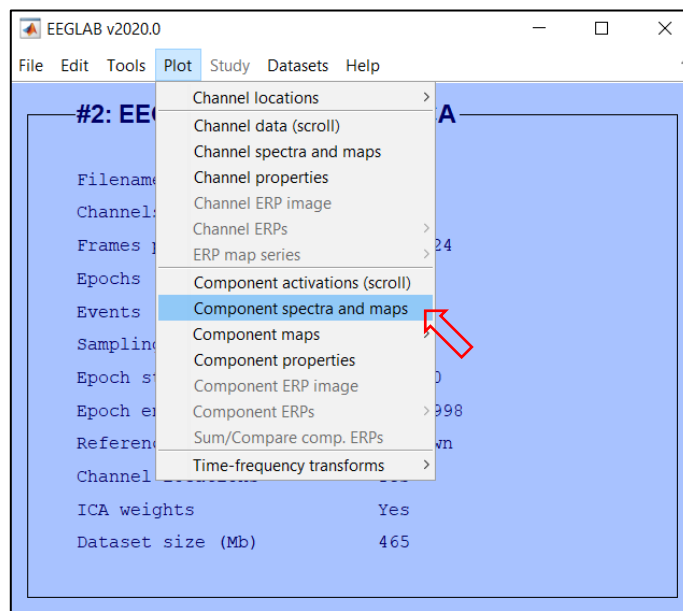 EEGLAB v2020.0
File Edit Tools Plot Study Datasets Help
Channel locations
Channel data (scroll)
Channel spectra and maps
Channel properties
Channel ERP image
Channel ERPs
ERP map series
Component activations (scroll)
Component spectra and maps
Component maps
Component properties
Component ERP image
Component ERPs
Sum/Compare comp. ERPs
Time-frequency transforms
#2: EE
A
Filename
Channels
Frames 24
Epochs
Events
Sampling
Epoch st 0
Epoch en 998
Referen wn
Channel
ICA weights Yes
Dataset size (Mb) 465